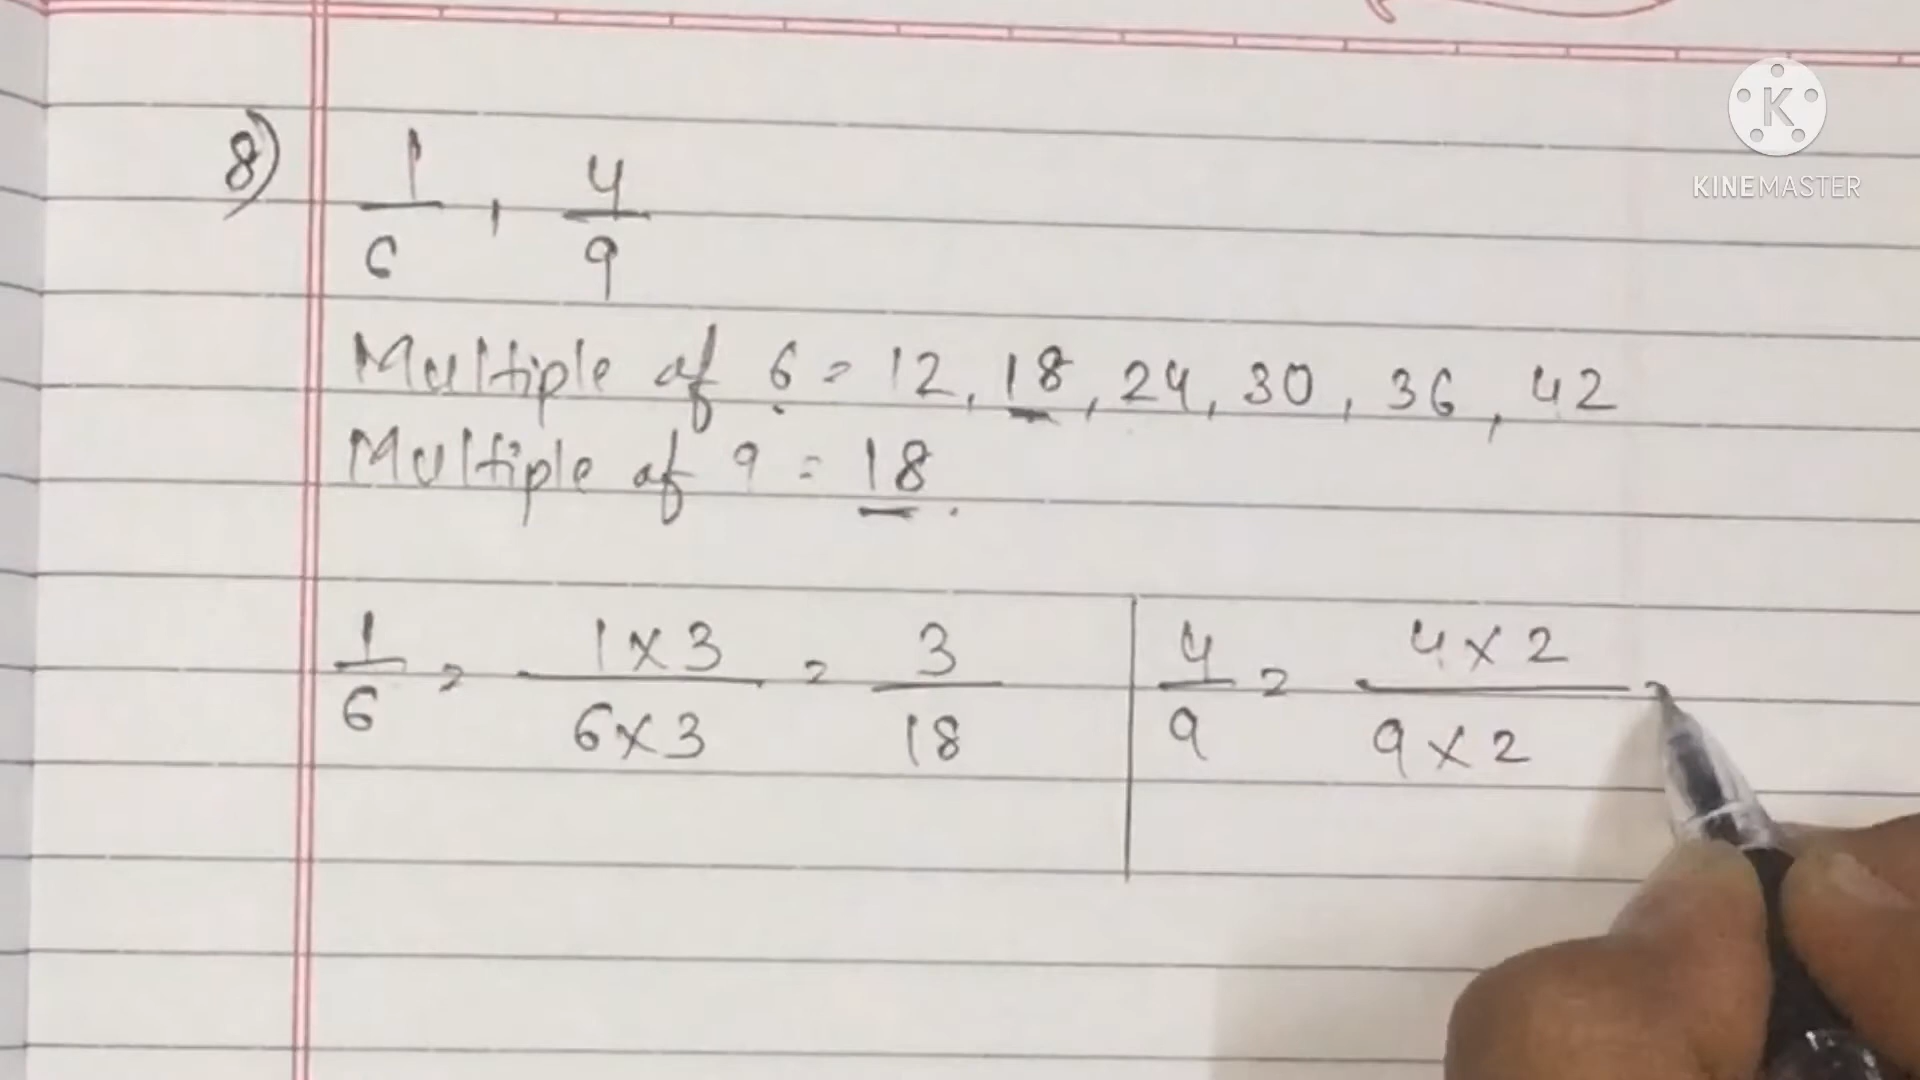 KINEMASTER
8) 1/6 , 4/9
Multiple of 6 = 12, 18, 24, 30, 36, 42
Multiple of 9 = 18.
1/6 = 1×3/6×3 = 3/18 | 4/9 = 4×2/9×2 =